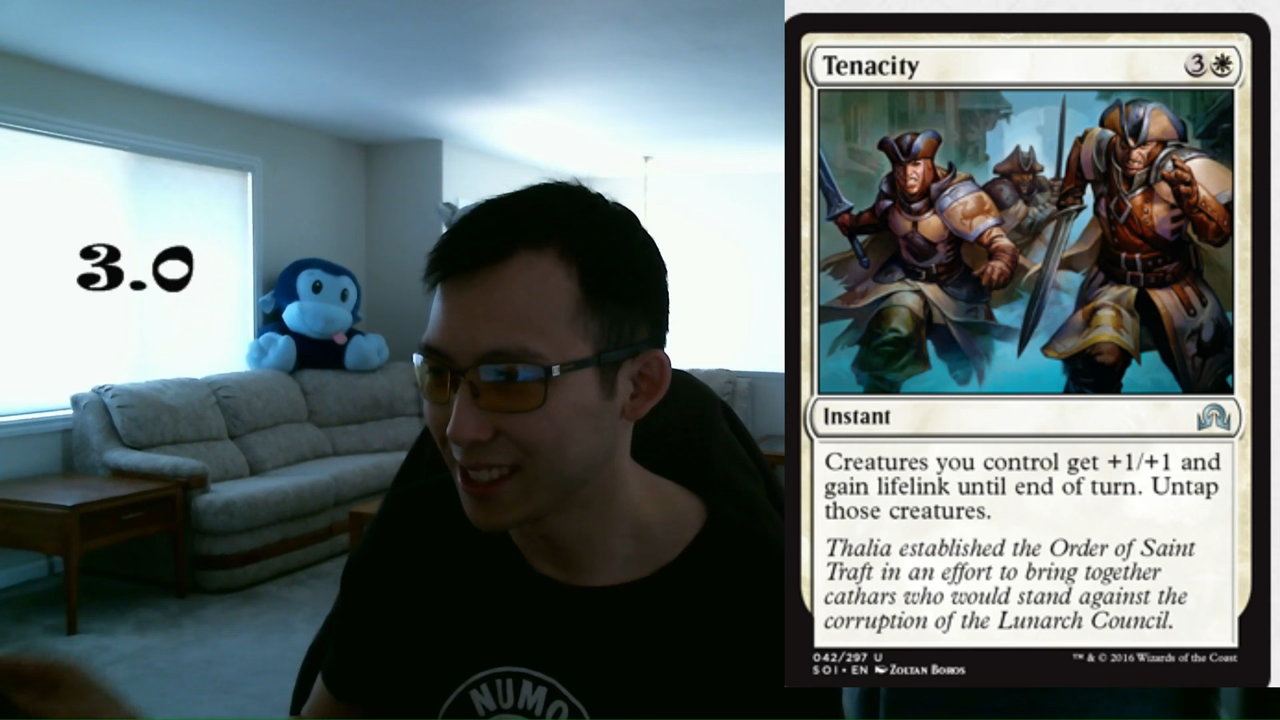 3.0
Tenacity
3
Instant
Creatures you control get +1/+1 and
gain lifelink until end of turn. Untap
those creatures.
Thalia established the Order of Saint
Traft in an effort to bring together
cathars who would stand against the
corruption of the Lunarch Council.
042/297 U
SOI • EN Zoltan Boros
™ & © 2016 Wizards of the Coast
NUMO